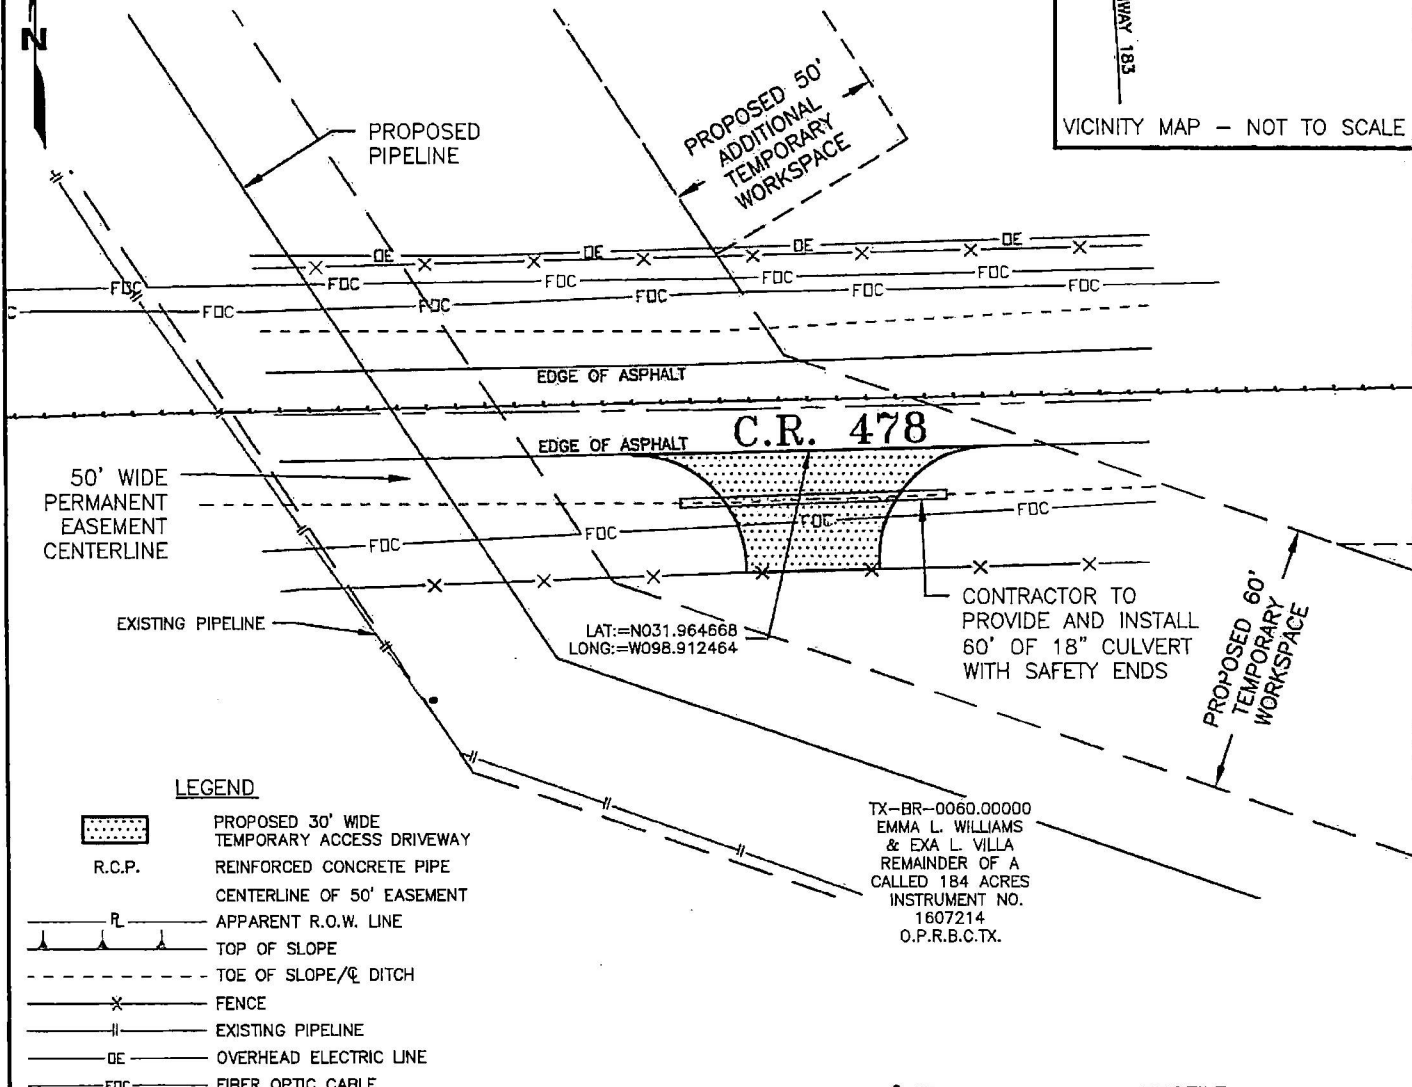 N
WAY 183
VICINITY MAP - NOT TO SCALE
PROPOSED
PIPELINE
PROPOSED 50'
ADDITIONAL
TEMPORARY
WORKSPACE
OE
OE
OE
OE
FOC
FOC
FOC
FOC
FOC
C
FOC
FOC
FOC
FOC
FOC
EDGE OF ASPHALT
C.R. 478
EDGE OF ASPHALT
50' WIDE
PERMANENT
EASEMENT
CENTERLINE
FOC
FOC
FOC
FOC
EXISTING PIPELINE
LAT:=N031.964668
LONG:=W098.912464
CONTRACTOR TO
PROVIDE AND INSTALL
60' OF 18" CULVERT
WITH SAFETY ENDS
PROPOSED 60'
TEMPORARY
WORKSPACE
TX-BR-0060.00000
EMMA L. WILLIAMS
& EXA L. VILLA
REMAINDER OF A
CALLED 184 ACRES
INSTRUMENT NO.
1607214
O.P.R.B.C.TX.
LEGEND
PROPOSED 30' WIDE
TEMPORARY ACCESS DRIVEWAY
R.C.P. REINFORCED CONCRETE PIPE
CENTERLINE OF 50' EASEMENT
PL APPARENT R.O.W. LINE
TOP OF SLOPE
TOE OF SLOPE/CL DITCH
FENCE
EXISTING PIPELINE
OE OVERHEAD ELECTRIC LINE
FOC FIBER OPTIC CABLE